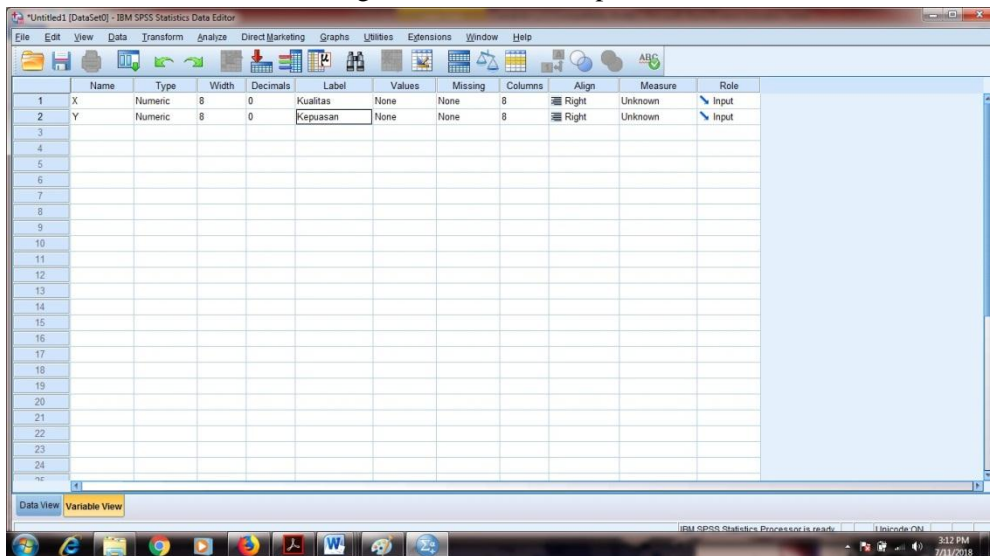 *Untitled1 [DataSet0] - IBM SPSS Statistics Data Editor
File Edit View Data Transform Analyze Direct Marketing Graphs Utilities Extensions Window Help
Name Type Width Decimals Label Values Missing Columns Align Measure Role
1 X Numeric 8 0 Kualitas None None 8 Right Unknown Input
2 Y Numeric 8 0 Kepuasan None None 8 Right Unknown Input
3
4
5
6
7
8
9
10
11
12
13
14
15
16
17
18
19
20
21
22
23
24
Data View Variable View
IBM SPSS Statistics Processor is ready Unicode:ON
3:12 PM
7/11/2018